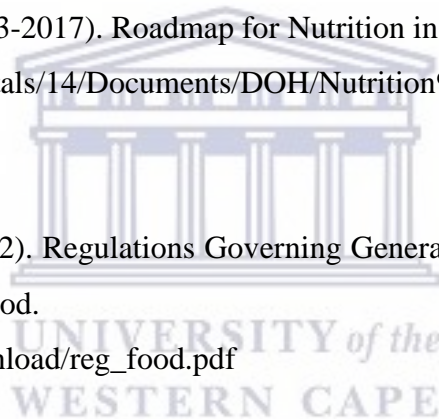 3-2017). Roadmap for Nutrition in
als/14/Documents/DOH/Nutrition
2). Regulations Governing Genera
od.
UNIVERSITY of the
nload/reg_food.pdf
WESTERN CAPE